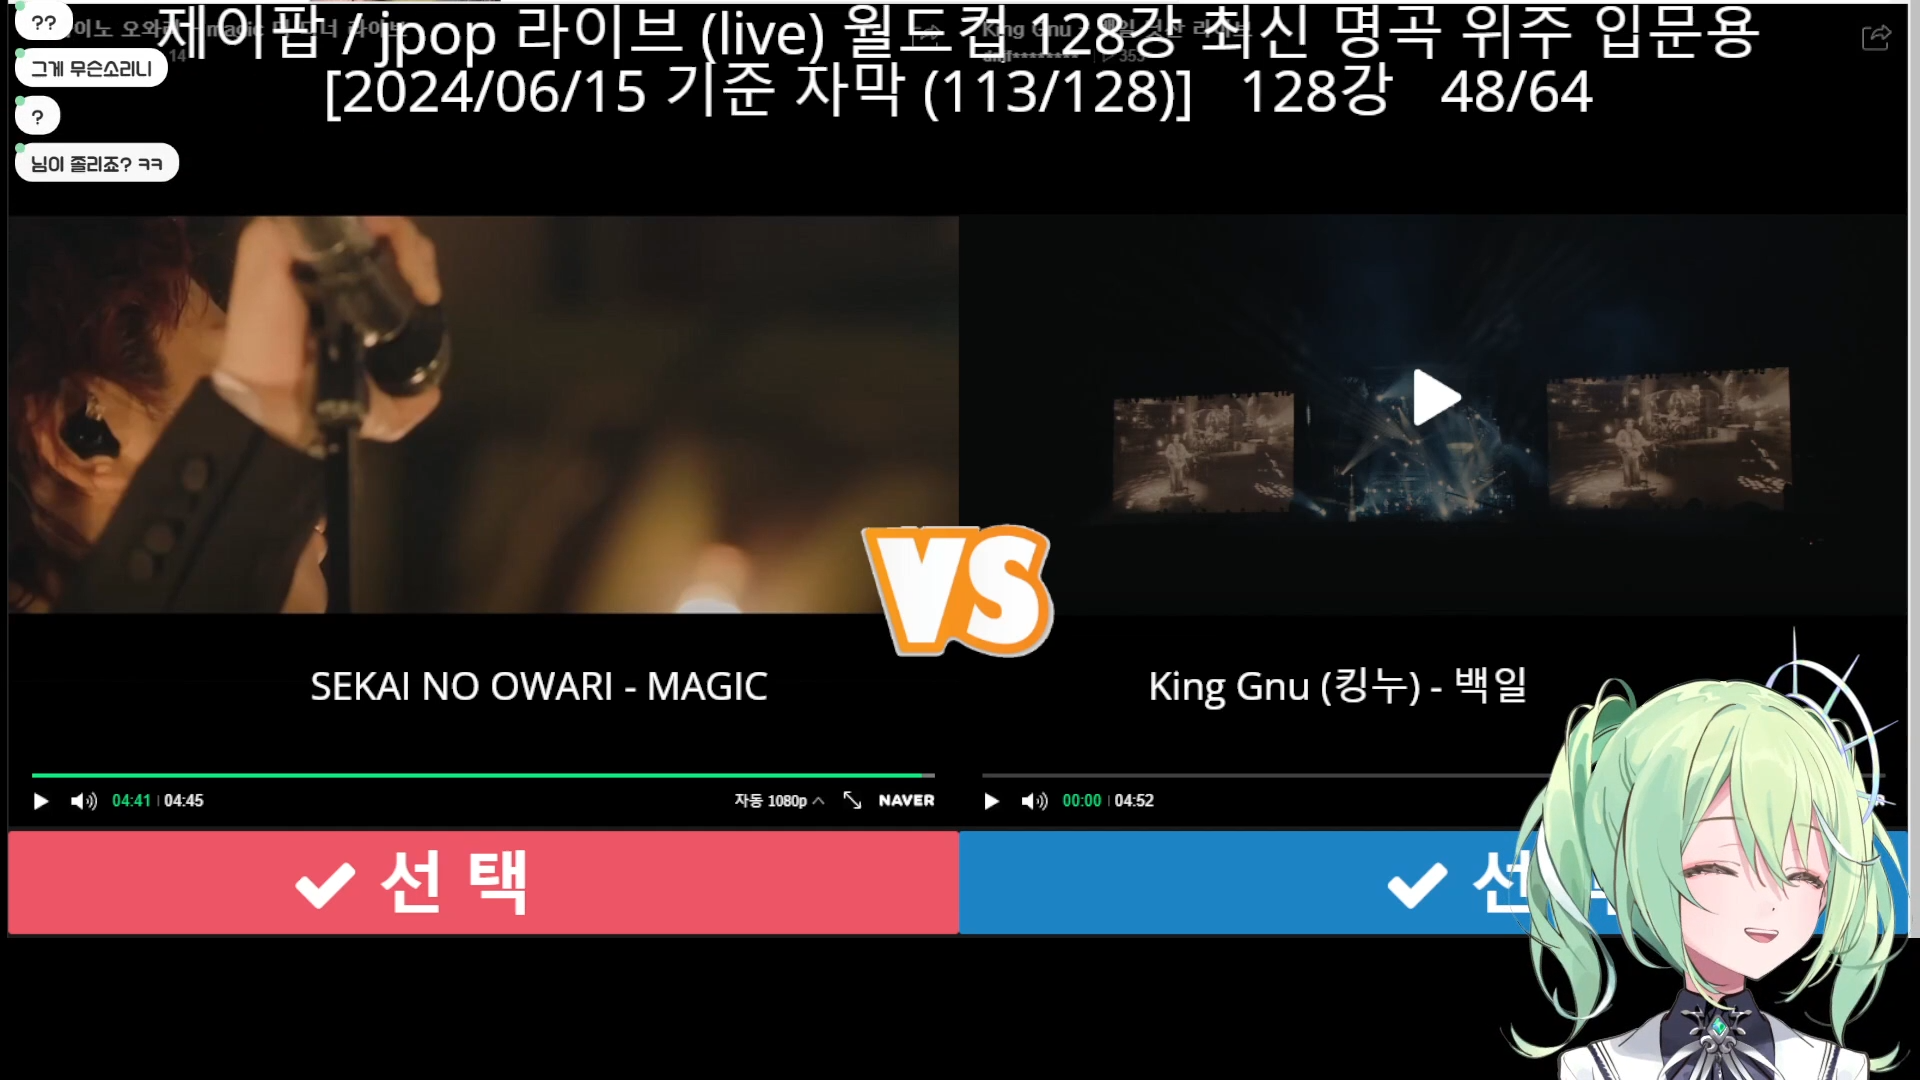 제이팝 / jpop 라이브 (live) 월드컵 128강 최신 명곡 위주 입문용
[2024/06/15 기준 자막 (113/128)] 128강 48/64
??
그게 무슨소리니
?
님이 졸리죠? ㅋㅋ
King Gnu
VS
SEKAI NO OWARI - MAGIC
King Gnu (킹누) - 백일
04:41 04:45
자동 1080p
NAVER
00:00 04:52
선 택
선